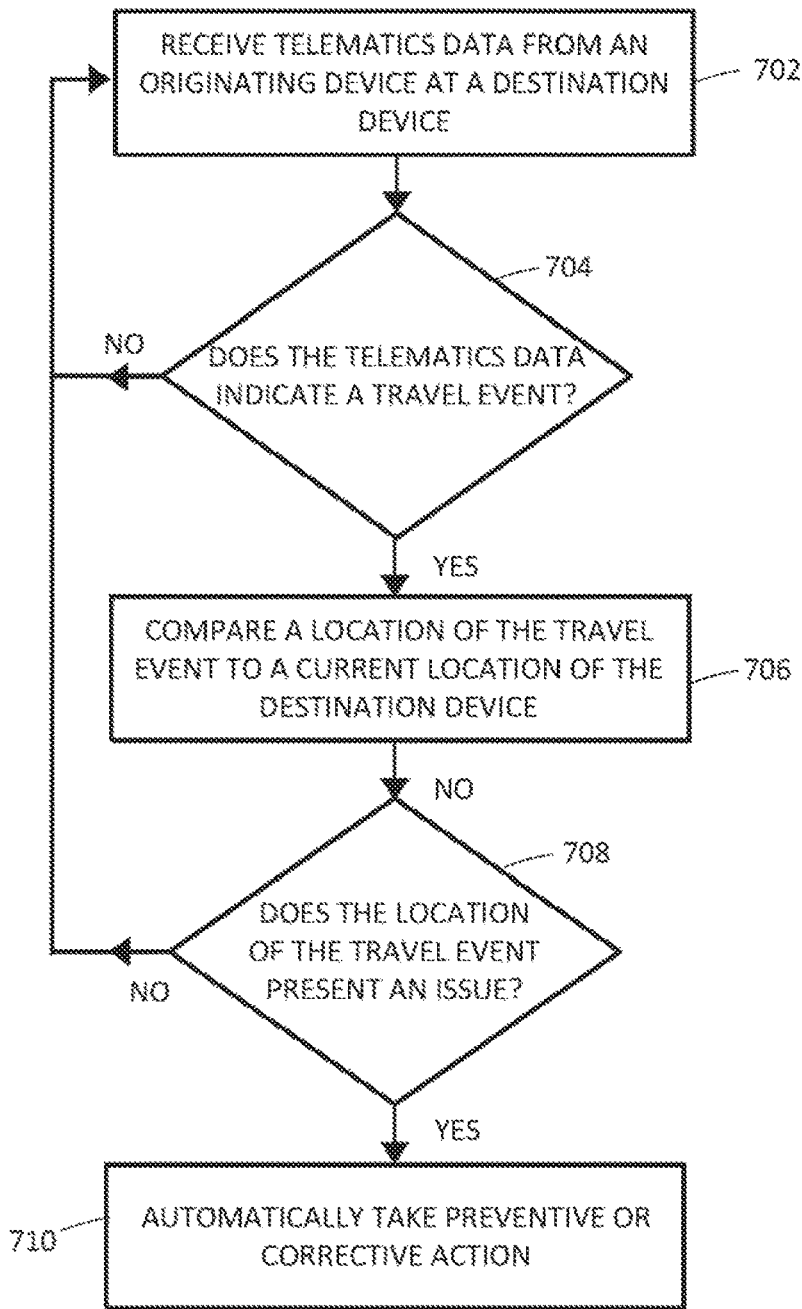 RECEIVE TELEMATICS DATA FROM AN
ORIGINATING DEVICE AT A DESTINATION
DEVICE
702
704
NO
DOES THE TELEMATICS DATA
INDICATE A TRAVEL EVENT?
YES
COMPARE A LOCATION OF THE TRAVEL
EVENT TO A CURRENT LOCATION OF THE
DESTINATION DEVICE
706
NO
708
DOES THE LOCATION
OF THE TRAVEL EVENT
PRESENT AN ISSUE?
NO
YES
710
AUTOMATICALLY TAKE PREVENTIVE OR
CORRECTIVE ACTION